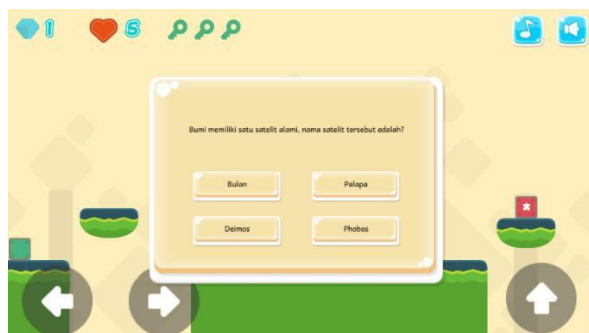 1 5
Bumi memiliki satu satelit alami, nama satelit tersebut adalah?
Bulan Palapa
Deimos Phobos